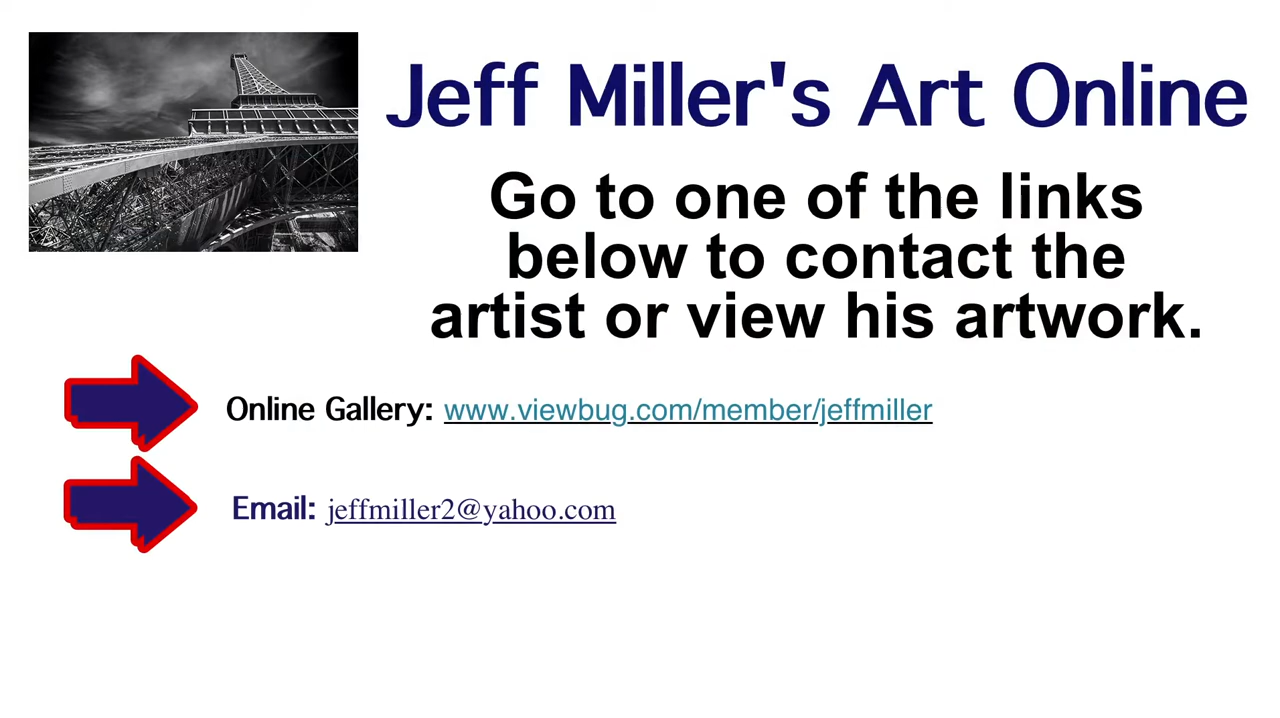 Jeff Miller's Art Online
Go to one of the links
below to contact the
artist or view his artwork.
Online Gallery: www.viewbug.com/member/jeffmiller
Email: jeffmiller2@yahoo.com